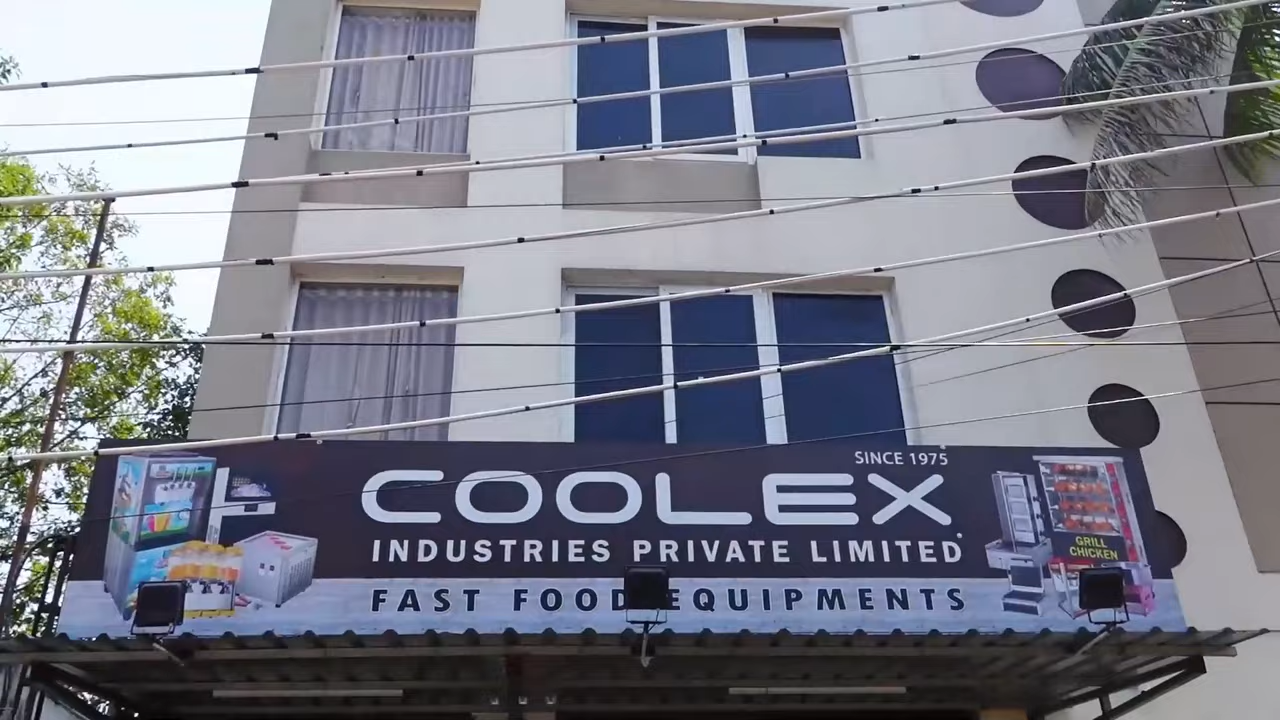 SINCE 1975
COOLEX
INDUSTRIES PRIVATE LIMITED
FAST FOOD EQUIPMENTS
GRILL
CHICKEN